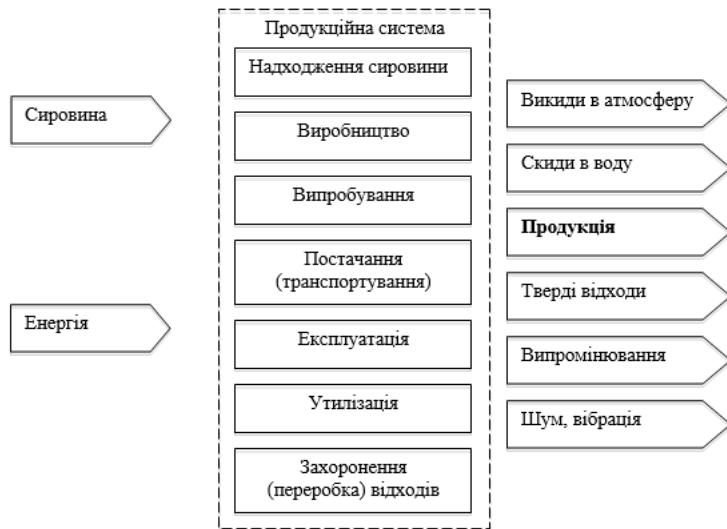 Продукційна система
Надходження сировини
Сировина
Викиди в атмосферу
Виробництво
Скиди в воду
Випробування
Продукція
Постачання
(транспортування)
Тверді відходи
Енергія
Експлуатація
Випромінювання
Утилізація
Шум, вібрація
Захоронення
(переробка) відходів